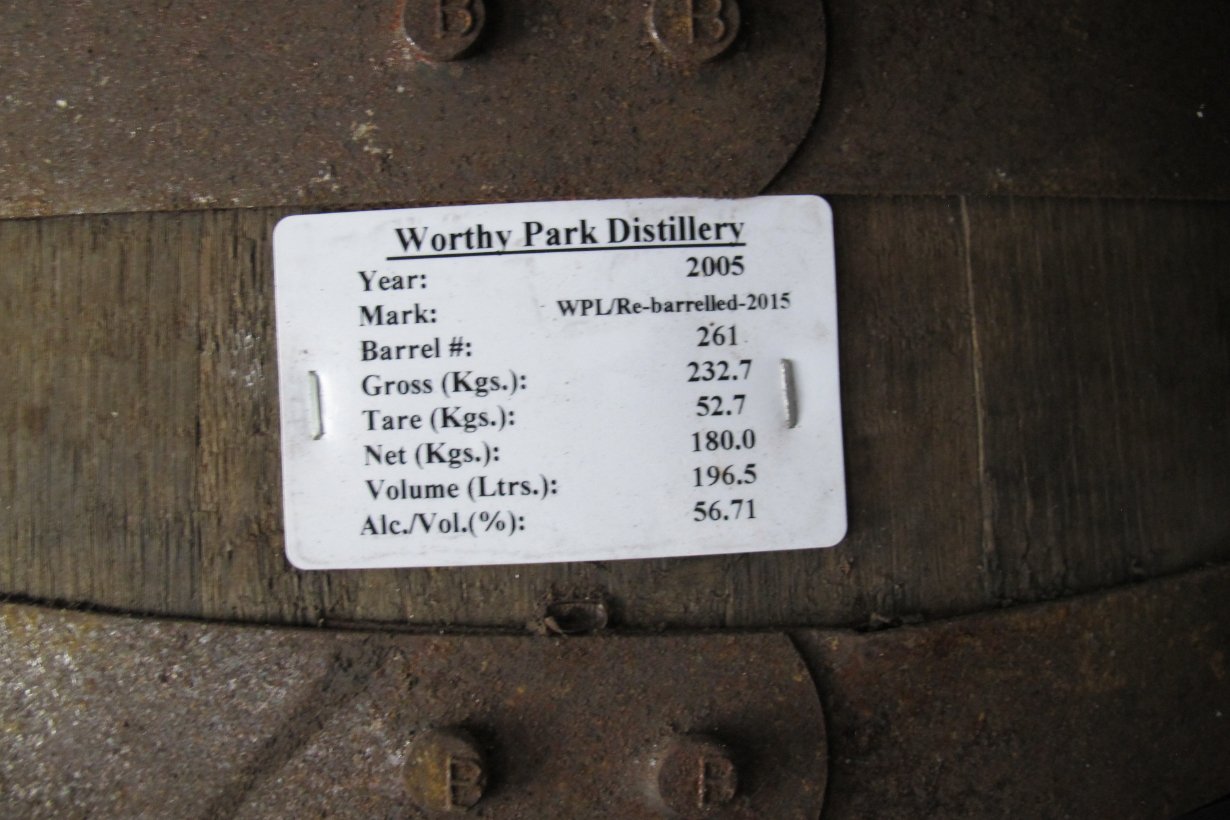 B B
Worthy Park Distillery
Year: 2005
Mark: WPL/Re-barrelled-2015
Barrel #: 261
Gross (Kgs.): 232.7
Tare (Kgs.): 52.7
Net (Kgs.): 180.0
Volume (Ltrs.): 196.5
Alc./Vol.(%): 56.71